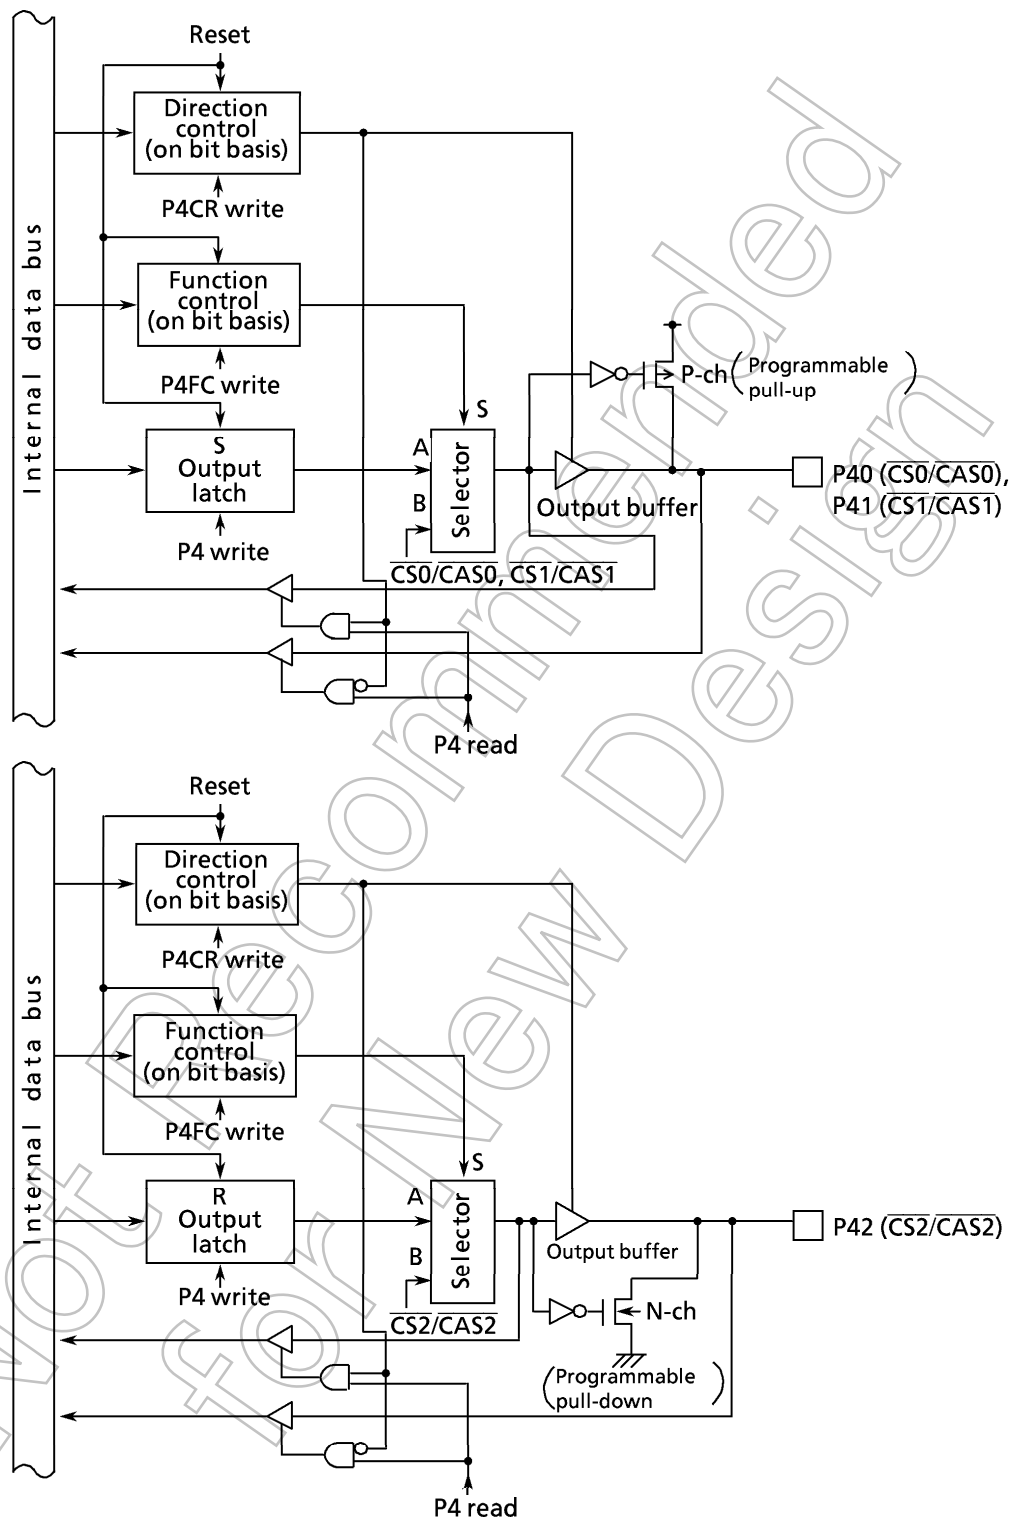 Reset
Direction
control
(on bit basis)
P4CR write
Internal data bus
Function
control
(on bit basis)
P4FC write
P-ch (Programmable
pull-up)
S
S
Output
latch
A
B
Selector
Output buffer
P40 (CS0/CAS0),
P41 (CS1/CAS1)
P4 write
CS0/CAS0, CS1/CAS1
P4 read
Reset
Direction
control
(on bit basis)
P4CR write
Internal data bus
Function
control
(on bit basis)
P4FC write
S
R
Output
latch
A
B
Selector
Output buffer
P42 (CS2/CAS2)
P4 write
CS2/CAS2
N-ch
(Programmable
pull-down)
P4 read
Not Recommended
for New Design